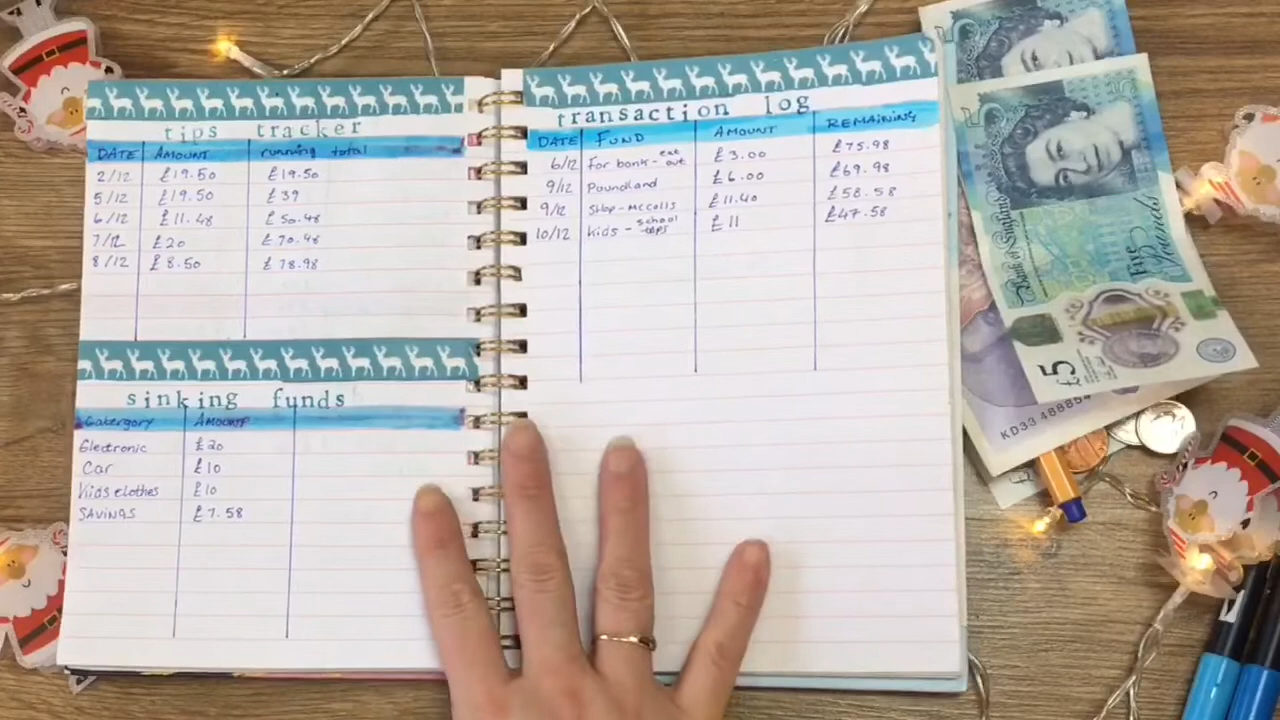 tips tracker
DATE AMOUNT running total
2/12 £19.50 £19.50
5/12 £19.50 £39
6/12 £11.48 £50.48
7/12 £20 £70.48
8/12 £8.50 £78.98
sinking funds
Catergory AMOUNT
Electronic £20
Car £10
Kids clothes £10
SAVINGS £7.58
transaction log
DATE FUND AMOUNT REMAINING
6/12 For bank - eat out £3.00 £75.98
9/12 Poundland £6.00 £69.98
9/12 Shop - McColls £11.40 £58.58
10/12 Kids - school £11 £47.58
Bank of England
Five Pounds
£5
KD33 488854